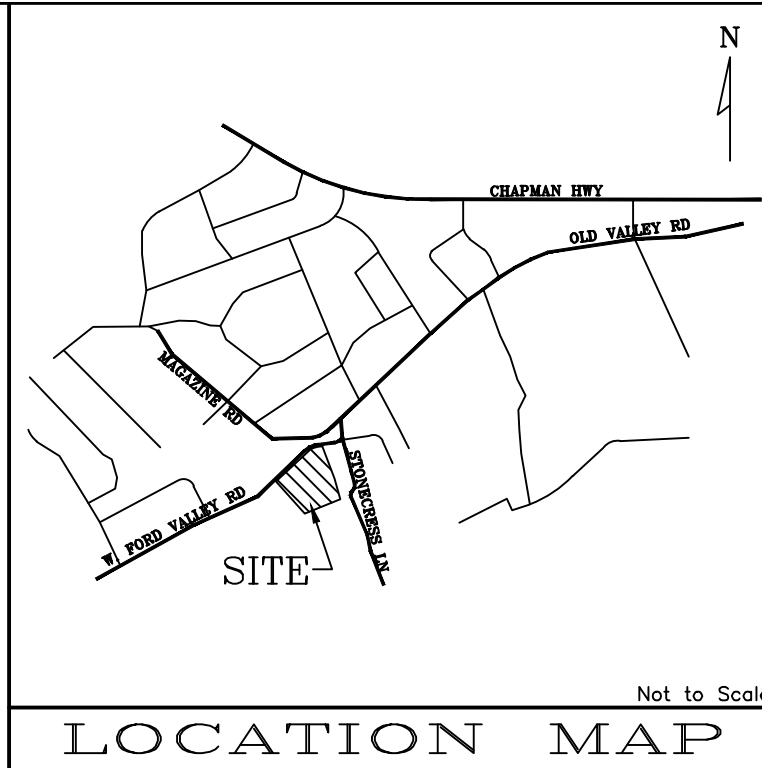 N
CHAPMAN HWY
OLD VALLEY RD
MAGAZINE RD
STONECRESS LN
W. FORD VALLEY RD
SITE
Not to Scale
LOCATION MAP